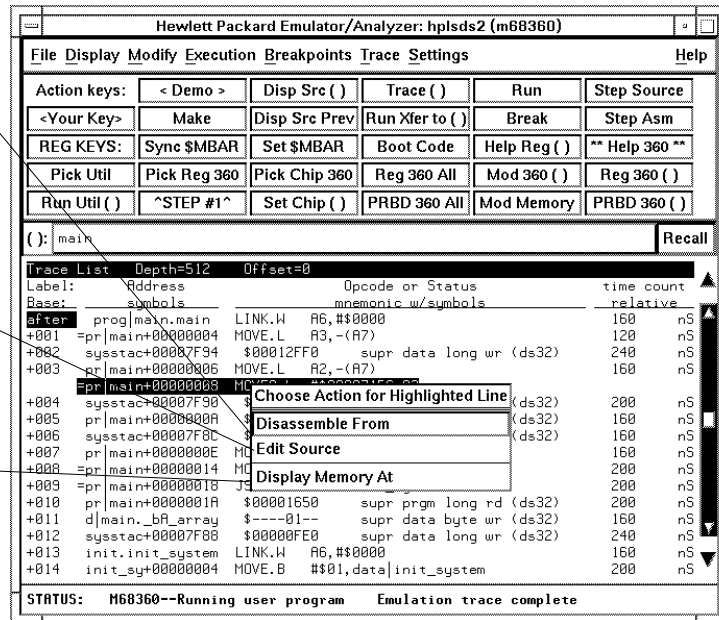 Hewlett Packard Emulator/Analyzer: hplsds2 (m68360)
File Display Modify Execution Breakpoints Trace Settings Help
Action keys: < Demo > Disp Src ( ) Trace ( ) Run Step Source
<Your Key> Make Disp Src Prev Run Xfer to ( ) Break Step Asm
REG KEYS: Sync $MBAR Set $MBAR Boot Code Help Reg ( ) ** Help 360 **
Pick Util Pick Reg 360 Pick Chip 360 Reg 360 All Mod 360 ( ) Reg 360 ( )
Run Util ( ) ^STEP #1^ Set Chip ( ) PRBD 360 All Mod Memory PRBD 360 ( )
( ): main Recall
Trace List Depth=512 Offset=0
Label: Address Opcode or Status time count
Base: symbols mnemonic w/symbols relative
after prog|main.main LINK.W A6,#$0000 160 nS
+001 =pr|main+00000004 MOVE.L A3,-(A7) 120 nS
+002 sysstac+00007F94 $00012FF0 supr data long wr (ds32) 240 nS
+003 pr|main+00000006 MOVE.L A2,-(A7) 160 nS
=pr|main+00000008
+004 sysstac+00007F90 (ds32) 200 nS
+005 pr|main+0000000A (ds32) 200 nS
+006 sysstac+00007F8C (ds32) 160 nS
+007 pr|main+0000000E 160 nS
+008 =pr|main+00000014 200 nS
+009 =pr|main+00000018 200 nS
Choose Action for Highlighted Line
Disassemble From
Edit Source
Display Memory At
+010 pr|main+0000001A $00001650 supr prgm long rd (ds32) 200 nS
+011 d|main._bA_array $----01-- supr data byte wr (ds32) 160 nS
+012 sysstac+00007F88 $00000FE0 supr data long wr (ds32) 240 nS
+013 init.init_system LINK.W A6,#$0000 160 nS
+014 init_sy+00000004 MOVE.B #$01,data|init_system 200 nS
STATUS: M68360--Running user program Emulation trace complete